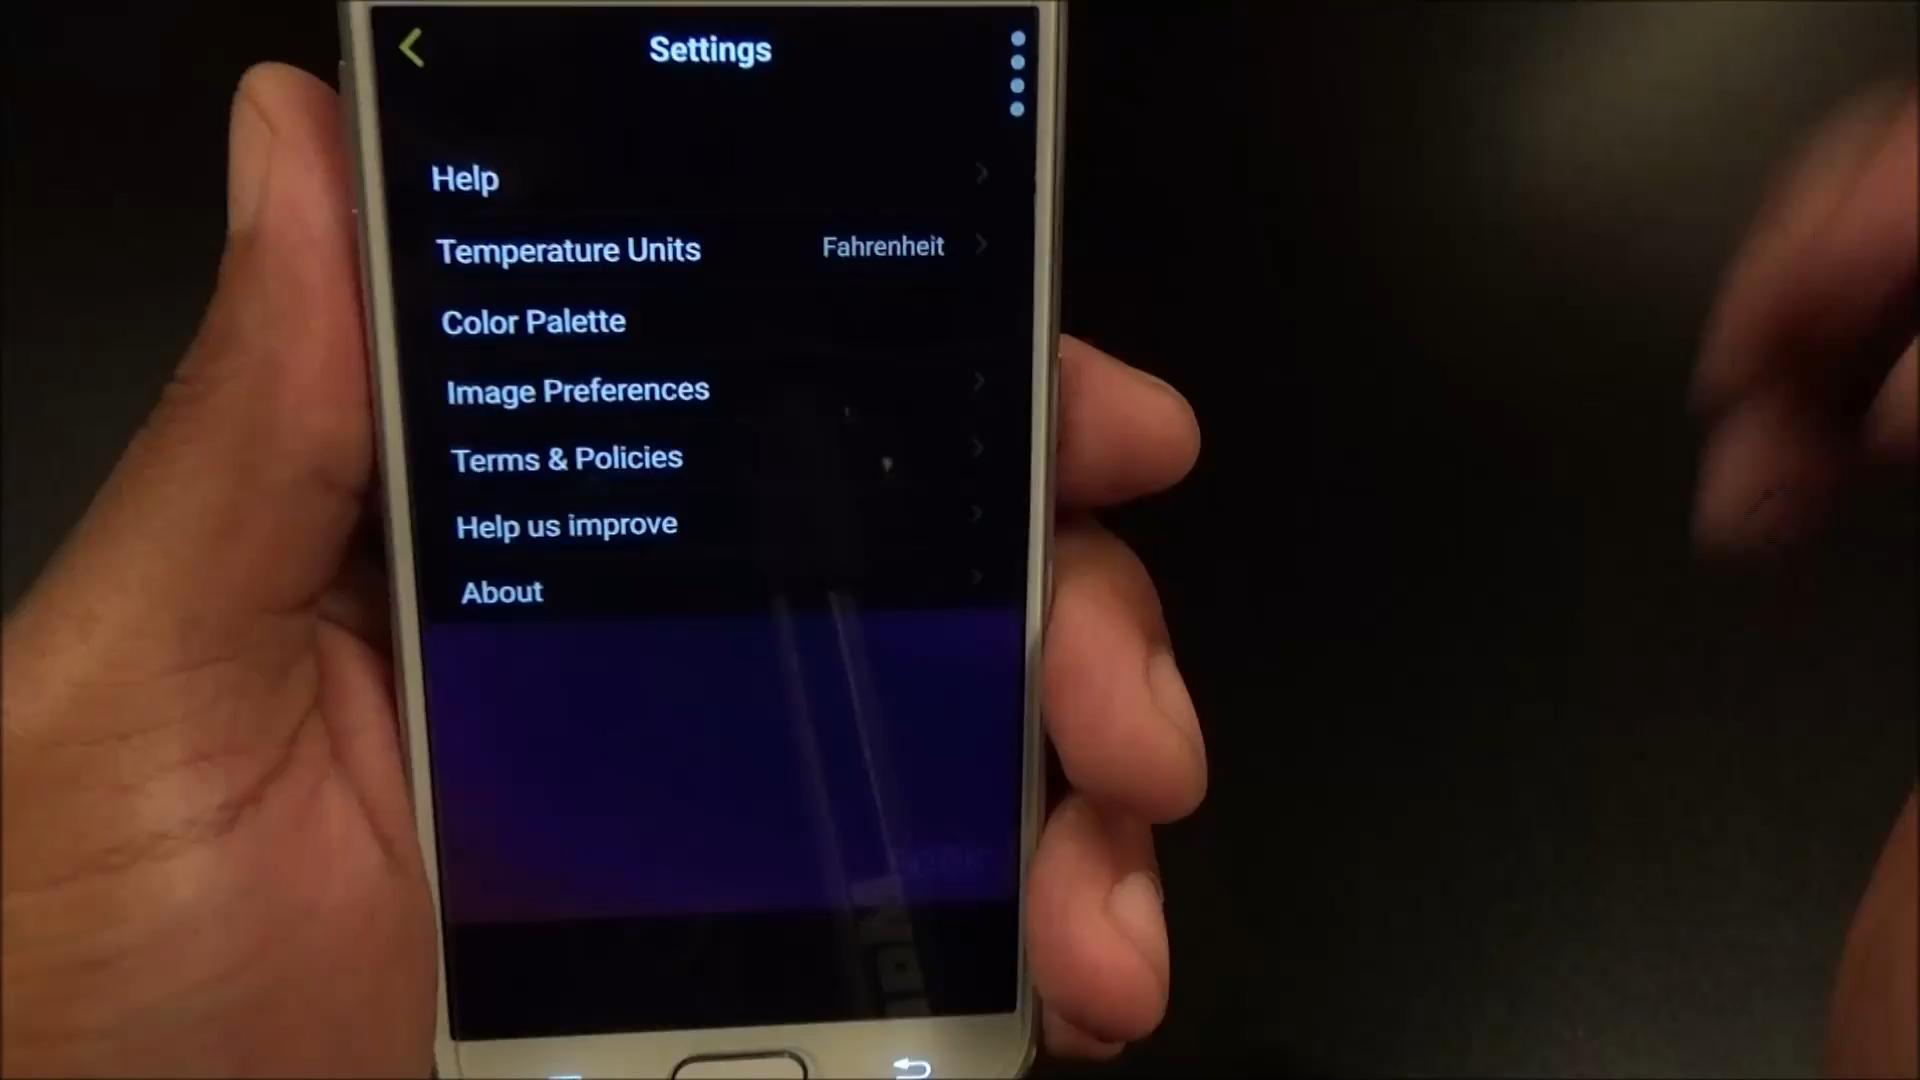 Settings
Help
Temperature Units Fahrenheit
Color Palette
Image Preferences
Terms & Policies
Help us improve
About